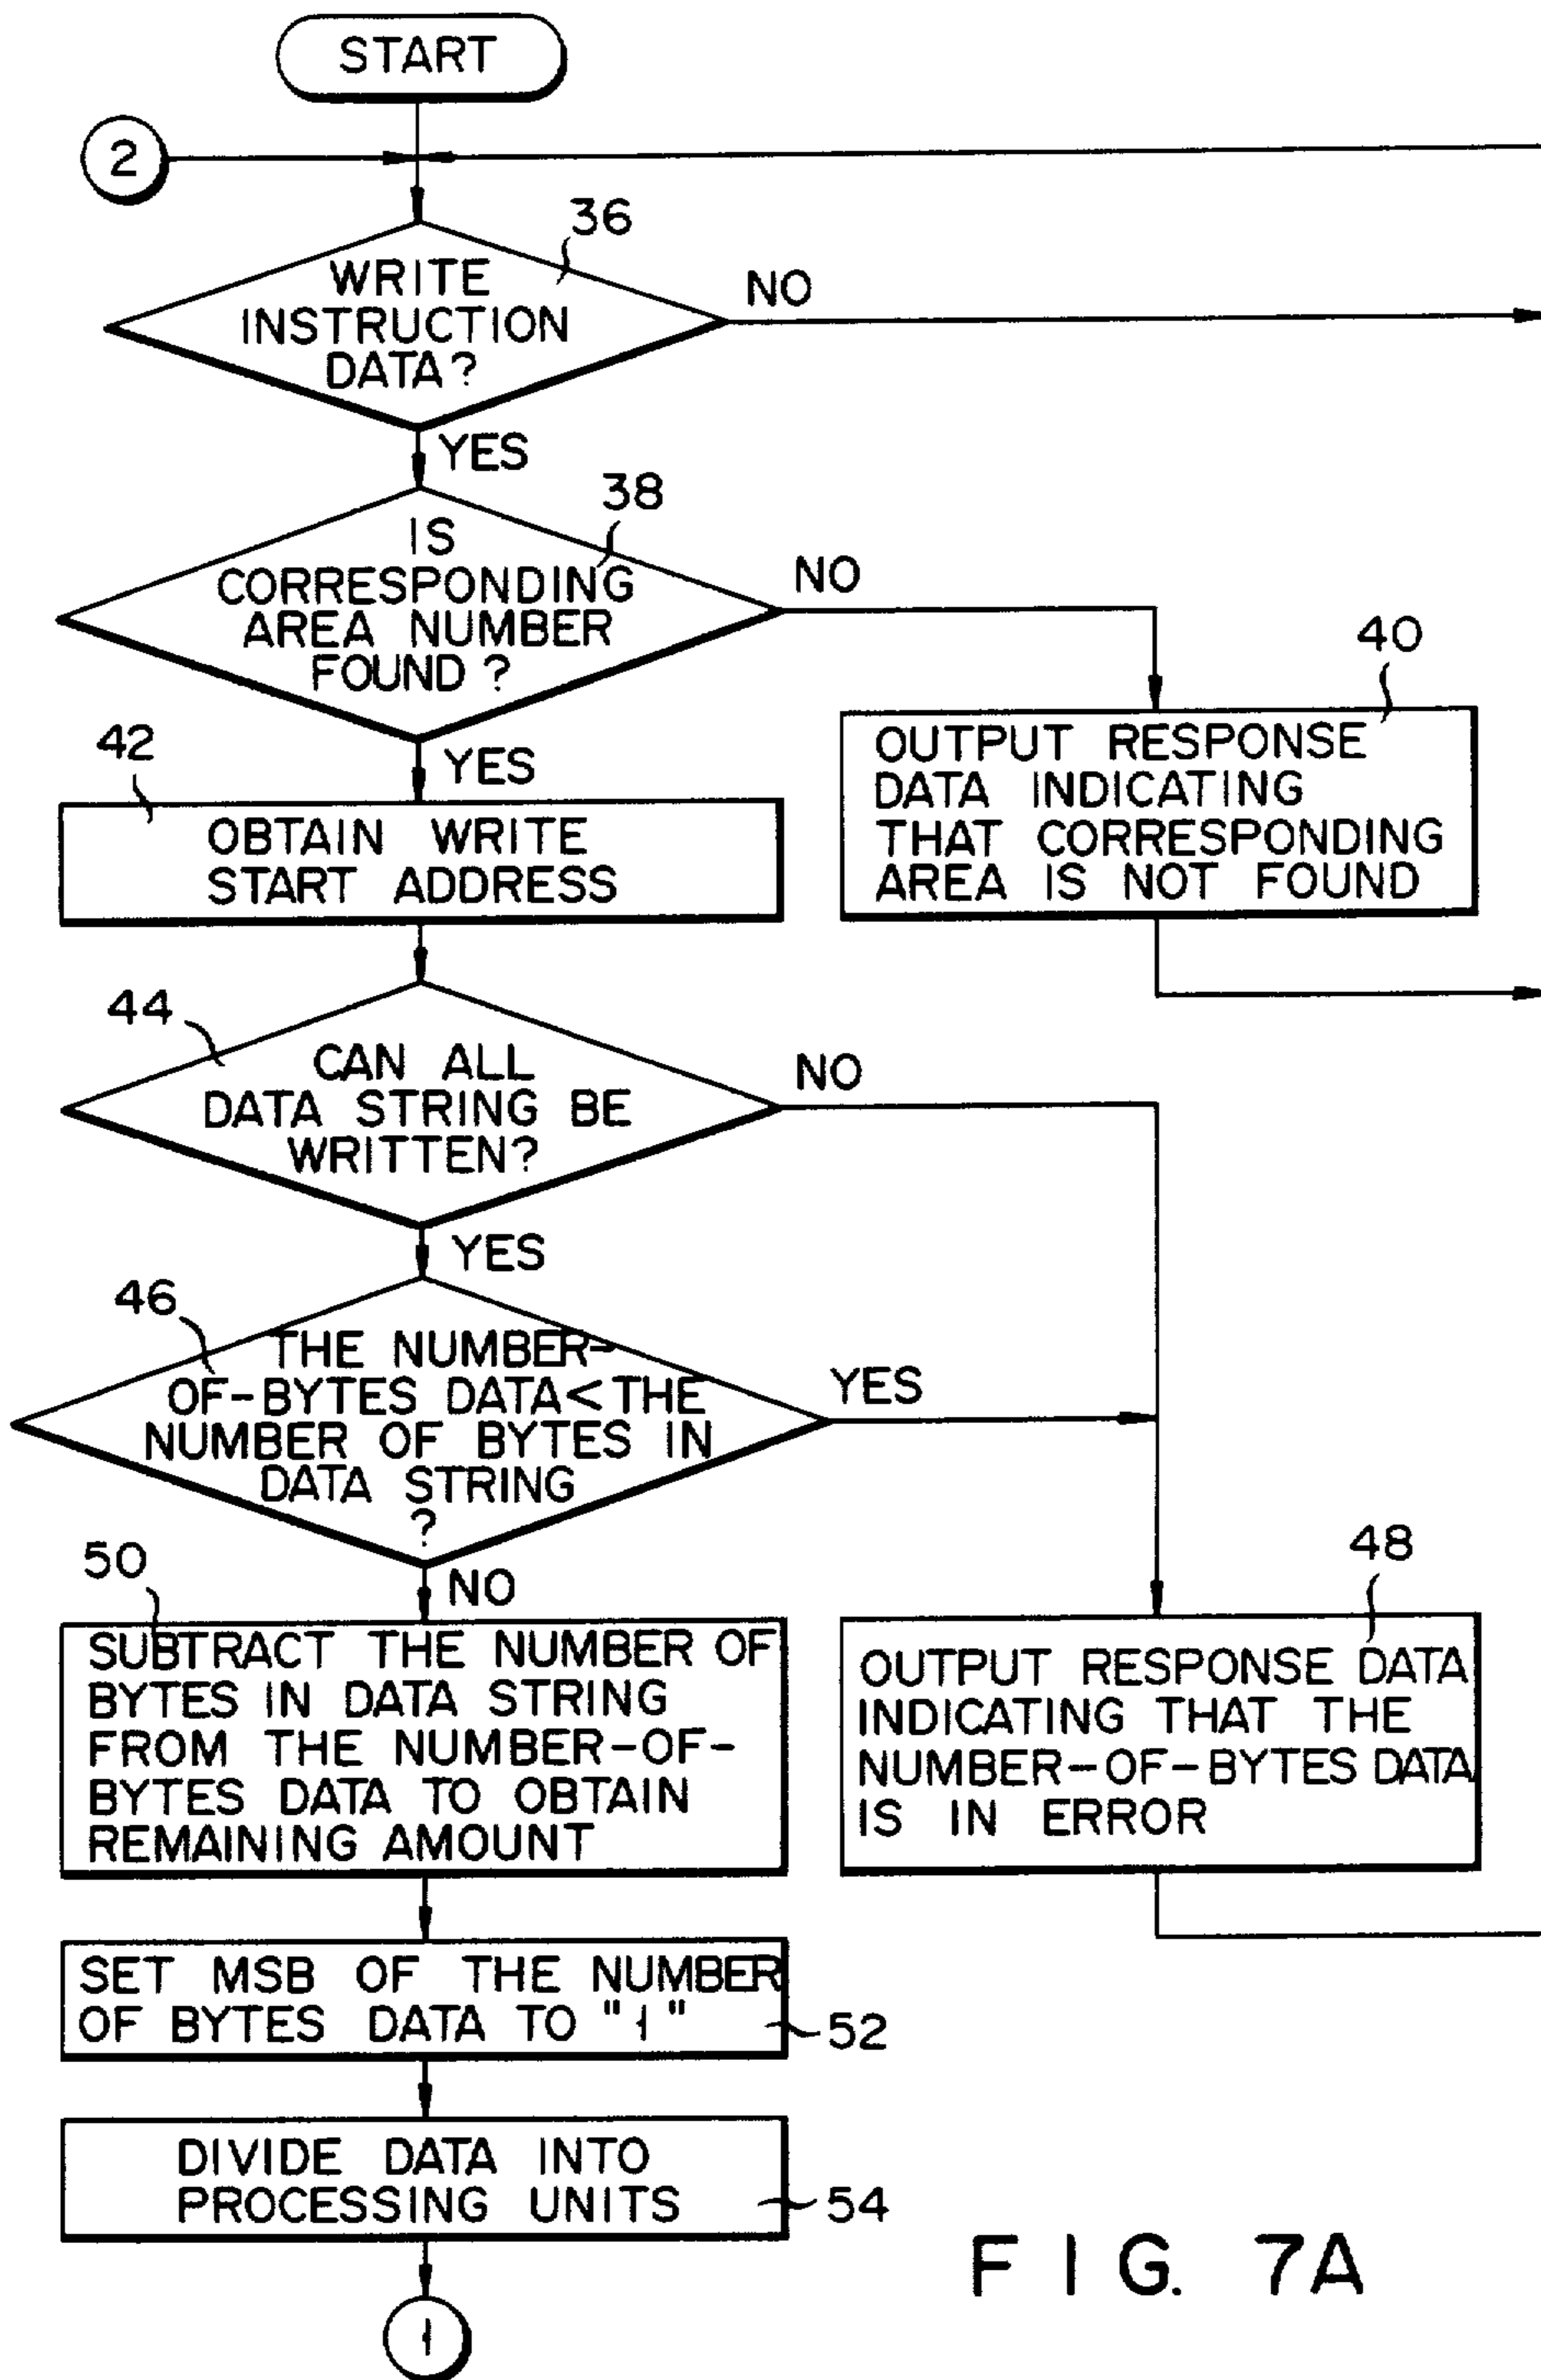 START
2
36
WRITE
INSTRUCTION
DATA?
NO
YES
38
IS
CORRESPONDING
AREA NUMBER
FOUND?
NO
YES
40
OUTPUT RESPONSE
DATA INDICATING
THAT CORRESPONDING
AREA IS NOT FOUND
42
OBTAIN WRITE
START ADDRESS
44
CAN ALL
DATA STRING BE
WRITTEN?
NO
YES
46
THE NUMBER-
OF-BYTES DATA<THE
NUMBER OF BYTES IN
DATA STRING
?
YES
NO
48
OUTPUT RESPONSE DATA
INDICATING THAT THE
NUMBER-OF-BYTES DATA
IS IN ERROR
50
SUBTRACT THE NUMBER OF
BYTES IN DATA STRING
FROM THE NUMBER-OF-
BYTES DATA TO OBTAIN
REMAINING AMOUNT
SET MSB OF THE NUMBER
OF BYTES DATA TO "1"
52
DIVIDE DATA INTO
PROCESSING UNITS
54
1
FIG. 7A